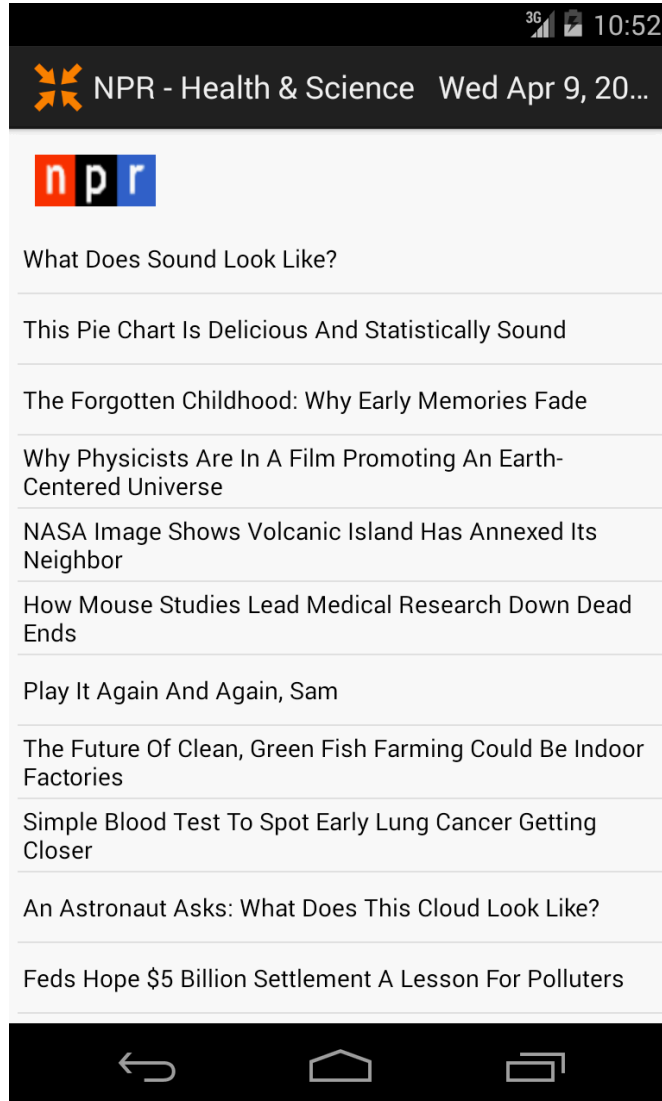 3G 10:52
NPR - Health & Science Wed Apr 9, 20...
npr
What Does Sound Look Like?
This Pie Chart Is Delicious And Statistically Sound
The Forgotten Childhood: Why Early Memories Fade
Why Physicists Are In A Film Promoting An Earth-
Centered Universe
NASA Image Shows Volcanic Island Has Annexed Its
Neighbor
How Mouse Studies Lead Medical Research Down Dead
Ends
Play It Again And Again, Sam
The Future Of Clean, Green Fish Farming Could Be Indoor
Factories
Simple Blood Test To Spot Early Lung Cancer Getting
Closer
An Astronaut Asks: What Does This Cloud Look Like?
Feds Hope $5 Billion Settlement A Lesson For Polluters